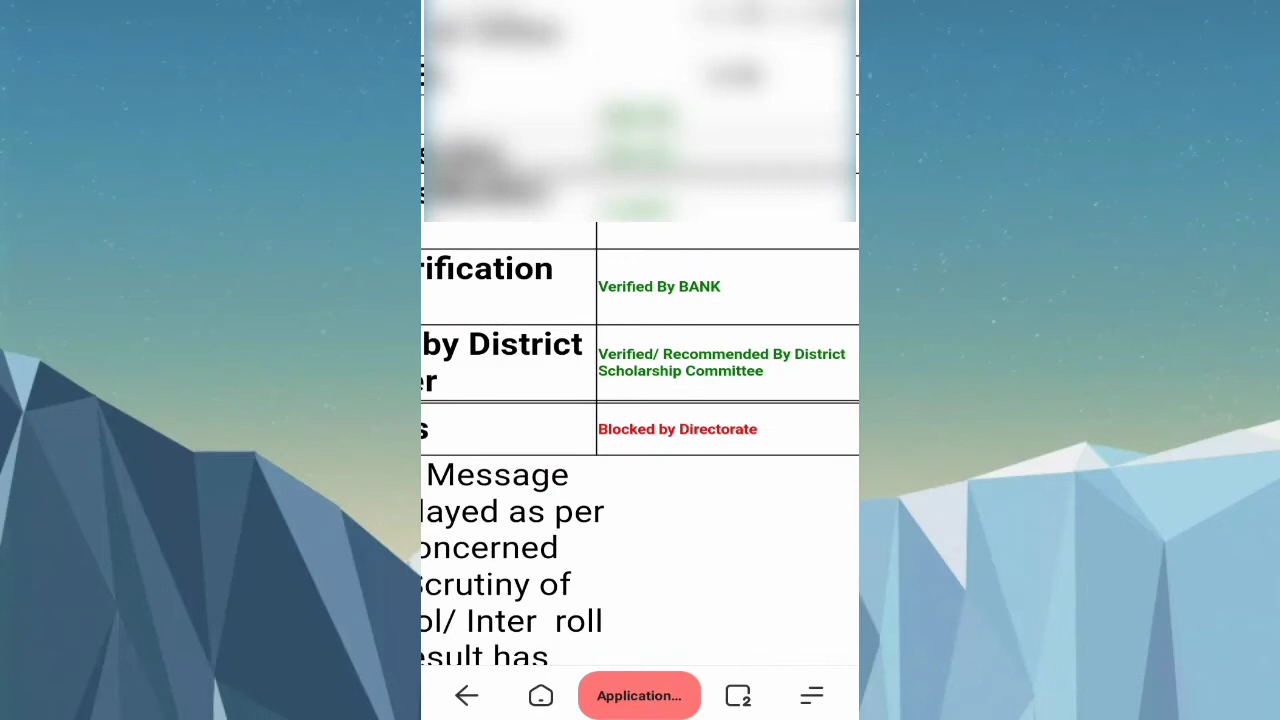 rification
Verified By BANK
by District
er
Verified/ Recommended By District
Scholarship Committee
s
Blocked by Directorate
Message
layed as per
oncerned
Scrutiny of
ol/ Inter roll
esult has
Application...
2